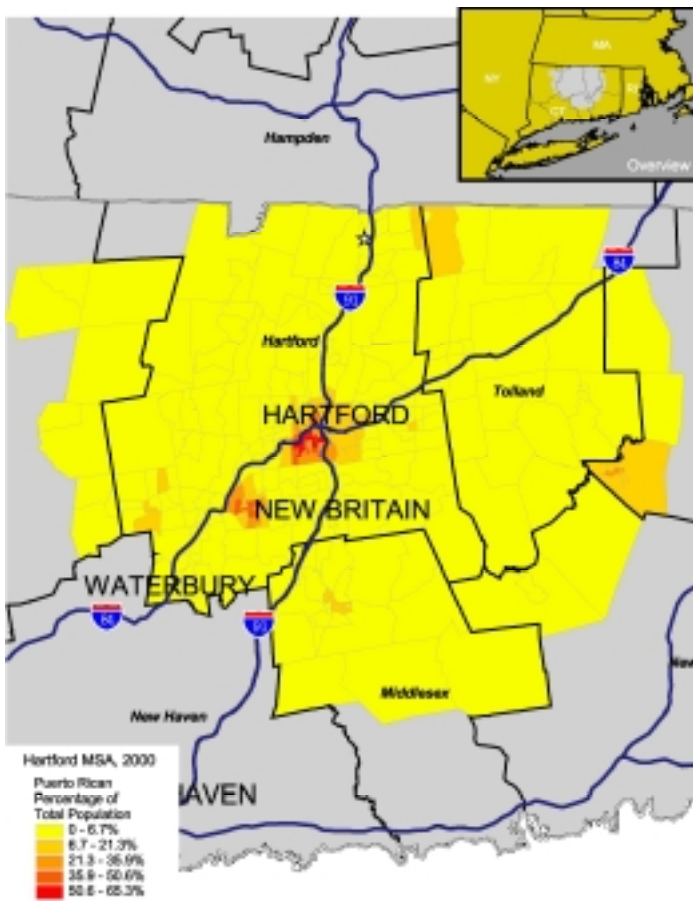 NY
MA
RI
CT
Overview
Hampden
84
91
Hartford
HARTFORD
Tolland
NEW BRITAIN
WATERBURY
84
91
New Haven
Middlesex
New
HAVEN
Hartford MSA, 2000
Puerto Rican
Percentage of
Total Population
0 - 6.7%
6.7 - 21.3%
21.3 - 35.9%
35.9 - 50.6%
50.6 - 65.3%